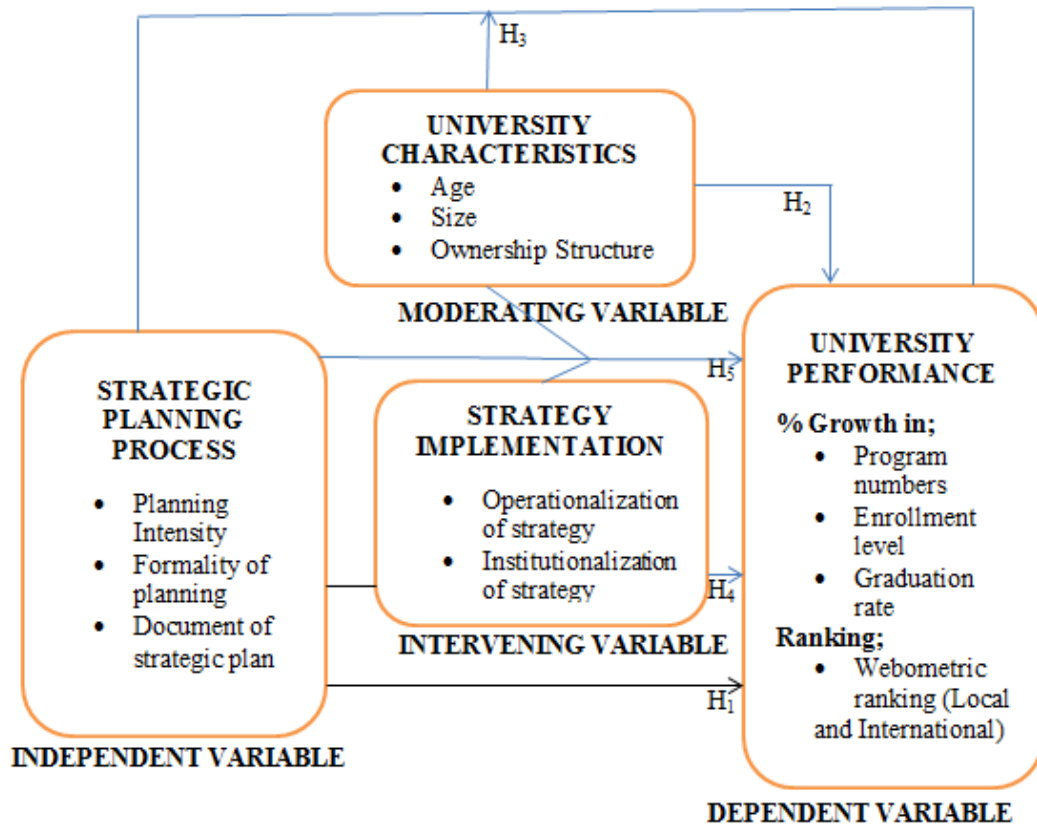 H₃
UNIVERSITY
CHARACTERISTICS
• Age
• Size
• Ownership Structure
H₂
MODERATING VARIABLE
STRATEGIC
PLANNING
PROCESS
• Planning
Intensity
• Formality of
planning
• Document of
strategic plan
INDEPENDENT VARIABLE
H₅
STRATEGY
IMPLEMENTATION
• Operationalization
of strategy
• Institutionalization
of strategy
H₄
INTERVENING VARIABLE
H₁
UNIVERSITY
PERFORMANCE
% Growth in;
• Program
numbers
• Enrollment
level
• Graduation
rate
Ranking;
• Webometric
ranking (Local
and International)
DEPENDENT VARIABLE